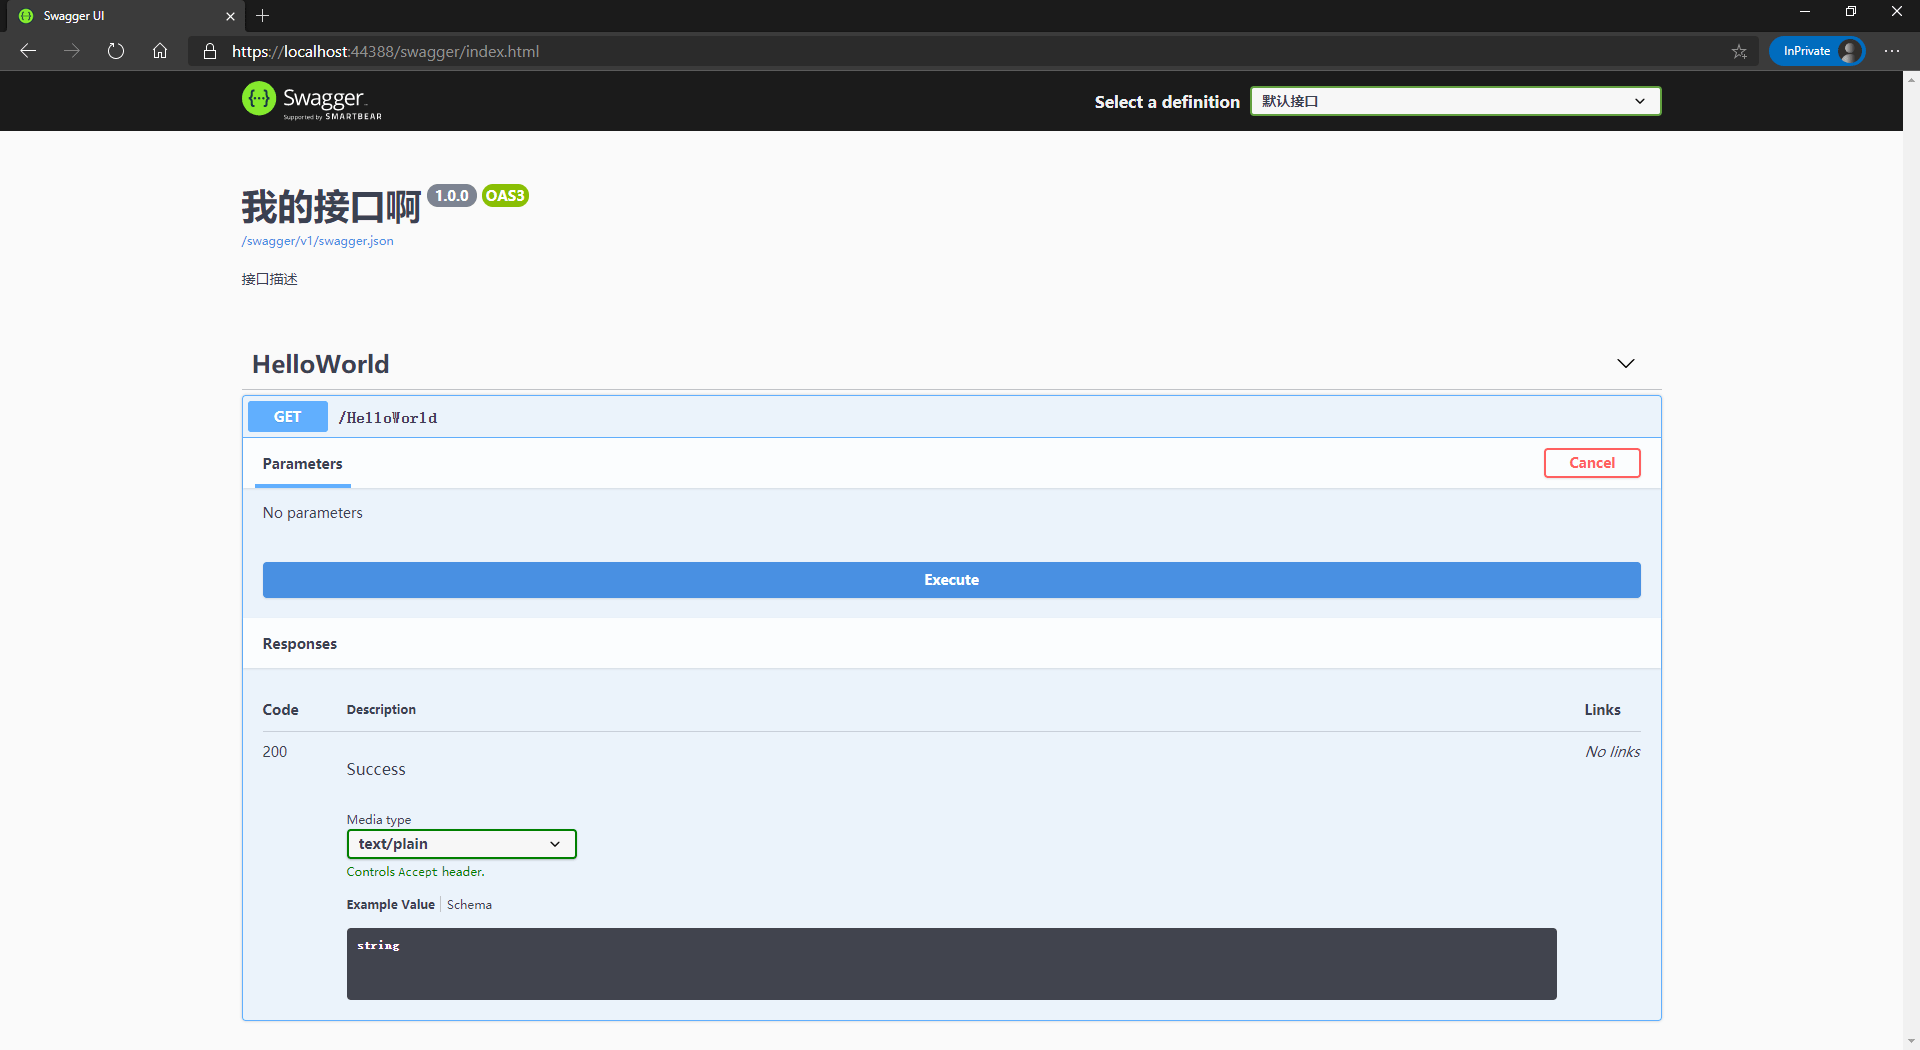 Swagger UI
https://localhost:44388/swagger/index.html
InPrivate
Swagger
Supported by SMARTBEAR
Select a definition
默认接口
我的接口啊 1.0.0 OAS3
/swagger/v1/swagger.json
接口描述
HelloWorld
GET /HelloWorld
Parameters
Cancel
No parameters
Execute
Responses
Code Description Links
200
Success
No links
Media type
text/plain
Controls Accept header.
Example Value Schema
string